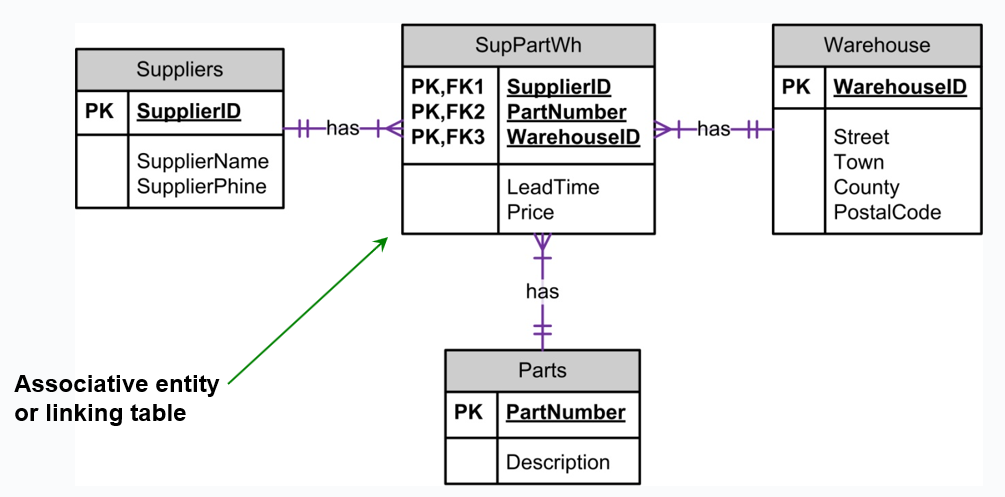 Suppliers
PK SupplierID
SupplierName
SupplierPhine
has
SupPartWh
PK,FK1 SupplierID
PK,FK2 PartNumber
PK,FK3 WarehouseID
LeadTime
Price
has
Warehouse
PK WarehouseID
Street
Town
County
PostalCode
has
Parts
PK PartNumber
Description
Associative entity
or linking table